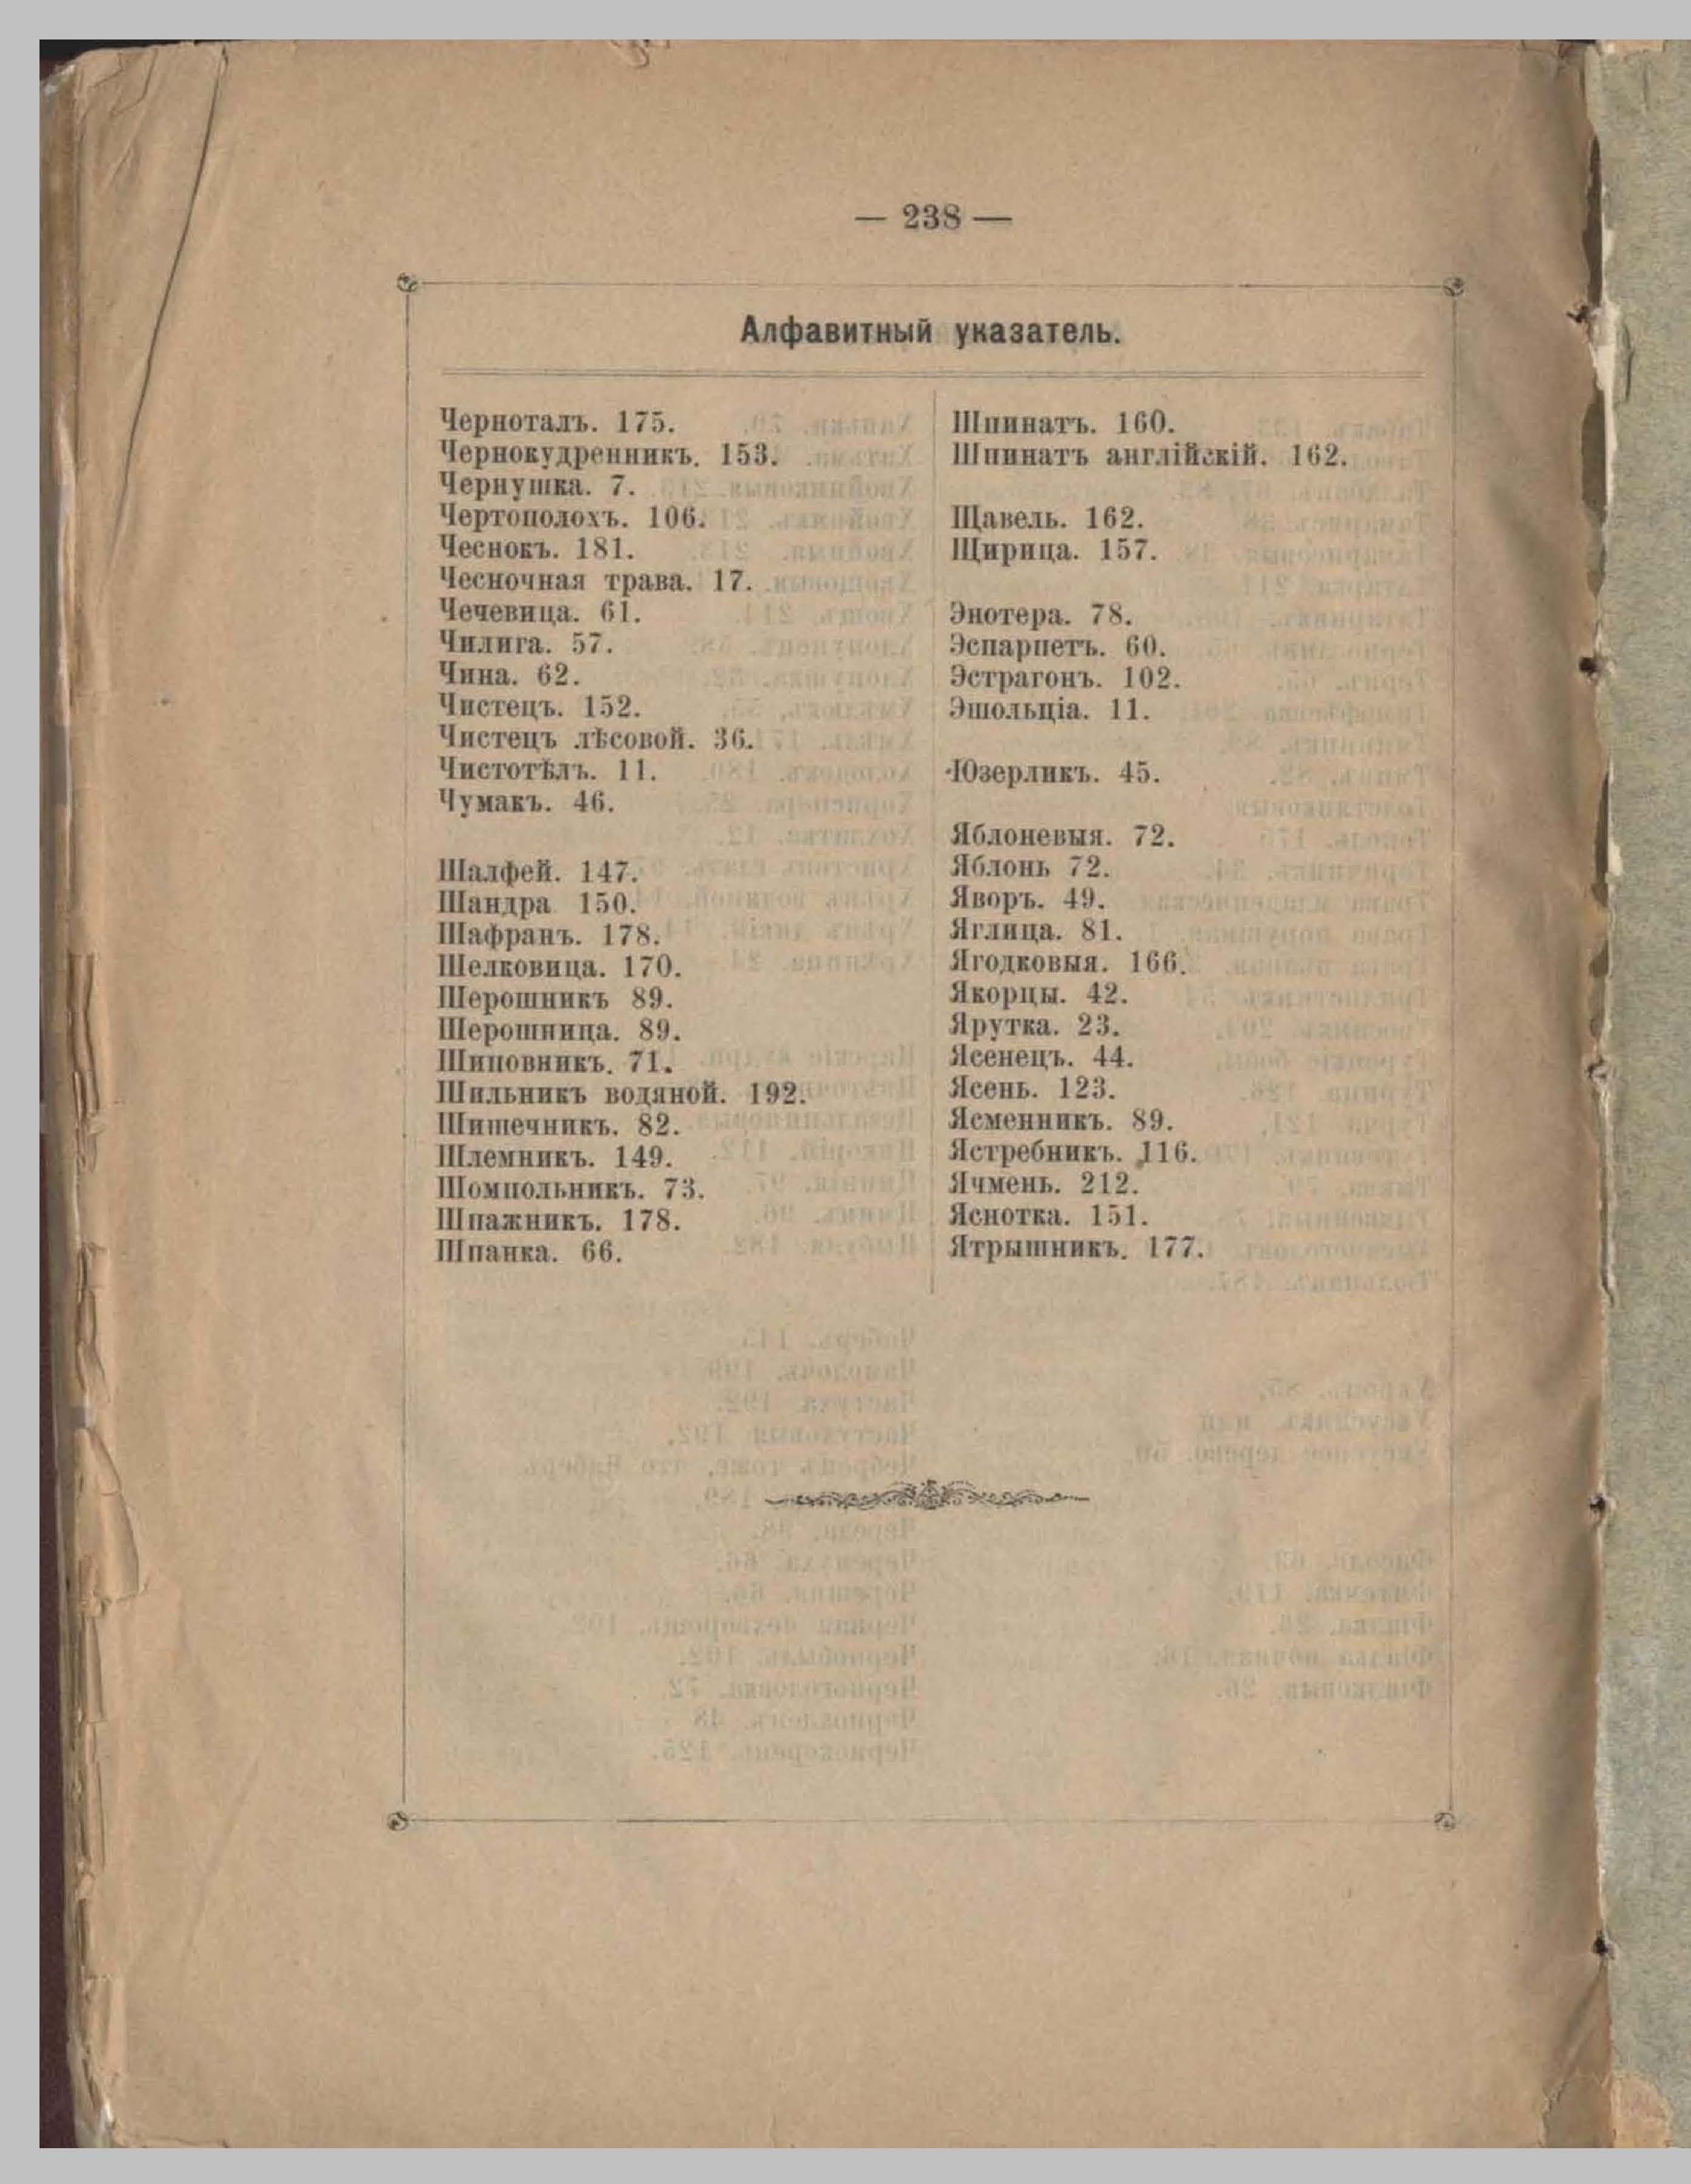 — 238 —
Алфавитный указатель.
Черноталъ. 175.
Чернокудренникъ. 153.
Чернушка. 7.
Чертополохъ. 106.
Чеснокъ. 181.
Чесночная трава. 17.
Чечевица. 61.
Чилига. 57.
Чина. 62.
Чистецъ. 152.
Чистецъ лѣсовой. 36.
Чистотѣлъ. 11.
Чумакъ. 46.
Шалфей. 147.
Шандра 150.
Шафранъ. 178.
Шелковица. 170.
Шерошникъ 89.
Шерошница. 89.
Шиповникъ. 71.
Шильникъ водяной. 192.
Шишечникъ. 82.
Шлемникъ. 149.
Шомпольникъ. 73.
Шпажникъ. 178.
Шпанка. 66.
Шпинатъ. 160.
Шпинатъ англійскій. 162.
Щавель. 162.
Щирица. 157.
Энотера. 78.
Эспарцетъ. 60.
Эстрагонъ. 102.
Эшольція. 11.
Юзерликъ. 45.
Яблоневыя. 72.
Яблонь 72.
Яворъ. 49.
Яглица. 81.
Ягодковыя. 166.
Якорцы. 42.
Ярутка. 23.
Ясенецъ. 44.
Ясень. 123.
Ясменникъ. 89.
Ястребникъ. 116.
Ячмень. 212.
Яснотка. 151.
Ятрышникъ. 177.